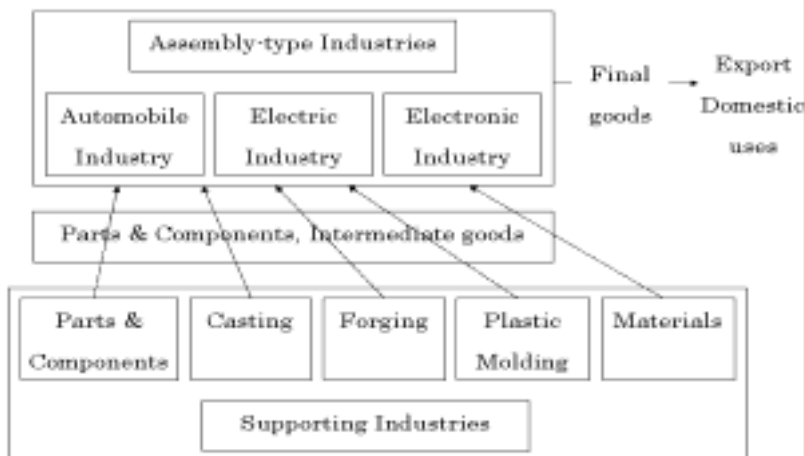 Assembly-type Industries
Automobile
Industry
Electric
Industry
Electronic
Industry
Final
goods
Export
Domestic
uses
Parts & Components, Intermediate goods
Parts &
Components
Casting
Forging
Plastic
Molding
Materials
Supporting Industries